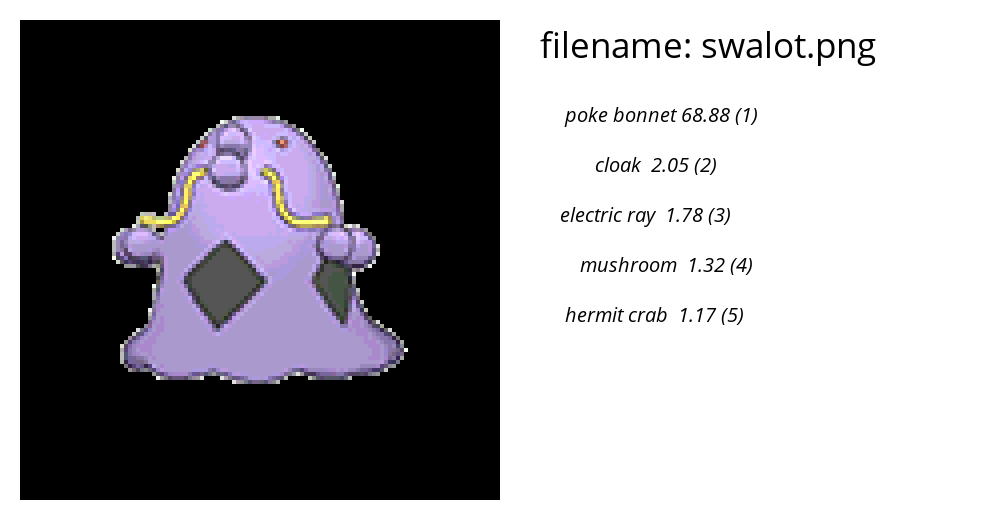 filename: swalot.png
poke bonnet 68.88 (1)
cloak 2.05 (2)
electric ray 1.78 (3)
mushroom 1.32 (4)
hermit crab 1.17 (5)